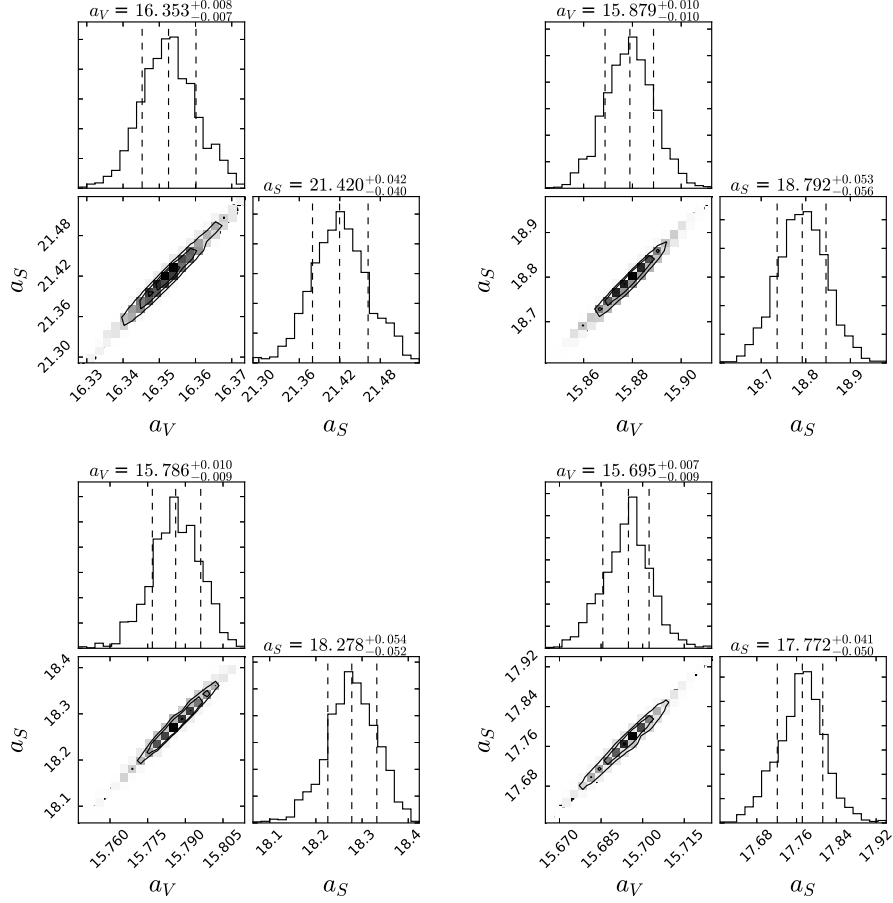 a_V = 16.353 +0.008 −0.007
a_V = 15.879 +0.010 −0.010
a_S = 21.420 +0.042 −0.040
a_S = 18.792 +0.053 −0.056
a_S
21.48
21.42
21.36
21.30
16.33 16.34 16.35 16.36 16.37
a_V
21.30 21.36 21.42 21.48
a_S
a_S
18.9
18.8
18.7
15.86 15.88 15.90
a_V
18.7 18.8 18.9
a_S
a_V = 15.786 +0.010 −0.009
a_V = 15.695 +0.007 −0.009
a_S = 18.278 +0.054 −0.052
a_S = 17.772 +0.041 −0.050
a_S
18.4
18.3
18.2
18.1
15.760 15.775 15.790 15.805
a_V
18.1 18.2 18.3 18.4
a_S
a_S
17.92
17.84
17.76
17.68
15.670 15.685 15.700 15.715
a_V
17.68 17.76 17.84 17.92
a_S